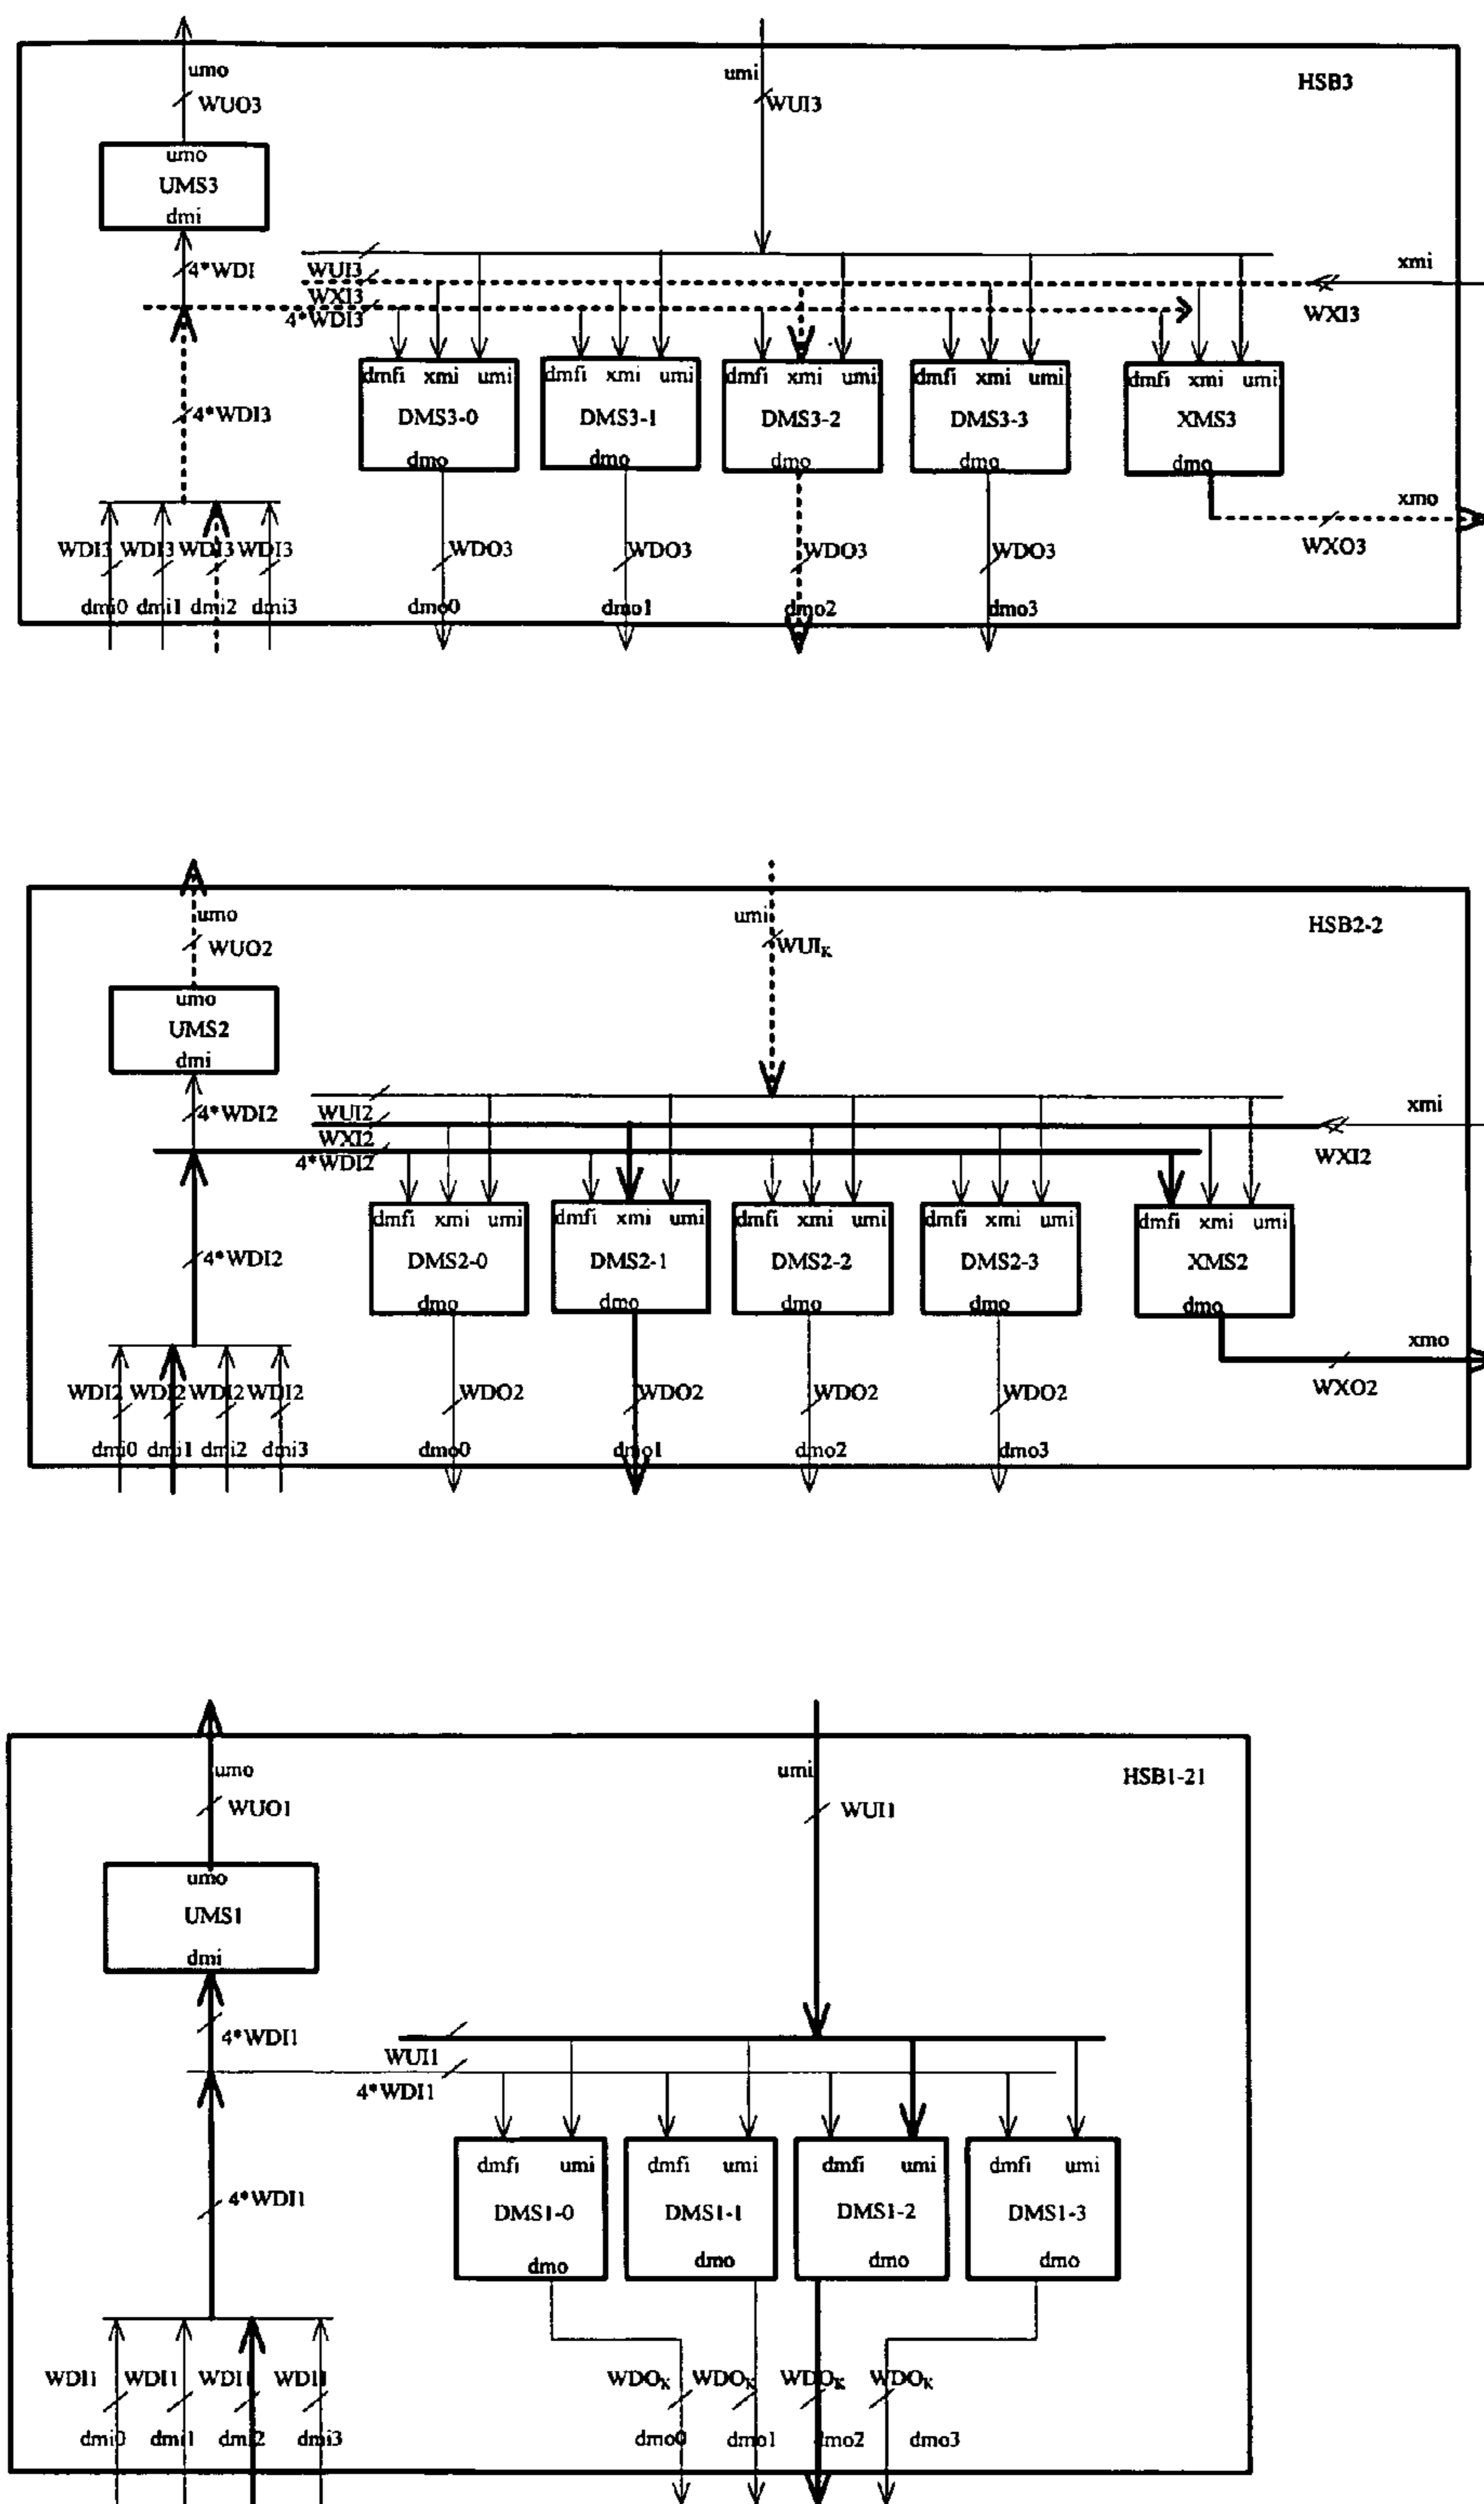 umo
umi
HSB3
WUO3
WUI3
umo
UMS3
dmi
4*WDI
WUI3
xmi
WXI3
WXI3
4*WDI3
dmfi xmi umi
dmfi xmi umi
dmfi xmi umi
dmfi xmi umi
dmfi xmi umi
4*WDI3
DMS3-0
DMS3-1
DMS3-2
DMS3-3
XMS3
dmo
dmo
dmo
dmo
dmo
xmo
WDI3 WDI3 WDI3 WDI3
WDO3
WDO3
WDO3
WDO3
WXO3
dmi0 dmi1 dmi2 dmi3
dmo0
dmo1
dmo2
dmo3
umo
umi
HSB2-2
WUO2
WUIK
umo
UMS2
dmi
4*WDI2
WUI2
xmi
WXI2
WXI2
4*WDI2
dmfi xmi umi
dmfi xmi umi
dmfi xmi umi
dmfi xmi umi
dmfi xmi umi
4*WDI2
DMS2-0
DMS2-1
DMS2-2
DMS2-3
XMS2
dmo
dmo
dmo
dmo
dmo
xmo
WDI2 WDI2 WDI2 WDI2
WDO2
WDO2
WDO2
WDO2
WXO2
dmi0 dmi1 dmi2 dmi3
dmo0
dmo1
dmo2
dmo3
umo
umi
HSB1-21
WUO1
WUI1
umo
UMS1
dmi
4*WDI1
WUI1
4*WDI1
dmfi umi
dmfi umi
dmfi umi
dmfi umi
4*WDI1
DMS1-0
DMS1-1
DMS1-2
DMS1-3
dmo
dmo
dmo
dmo
WDI1 WDI1 WDI1 WDI1
WDOK WDOK WDOK WDOK
dmi0 dmi1 dmi2 dmi3
dmo0 dmo1 dmo2 dmo3